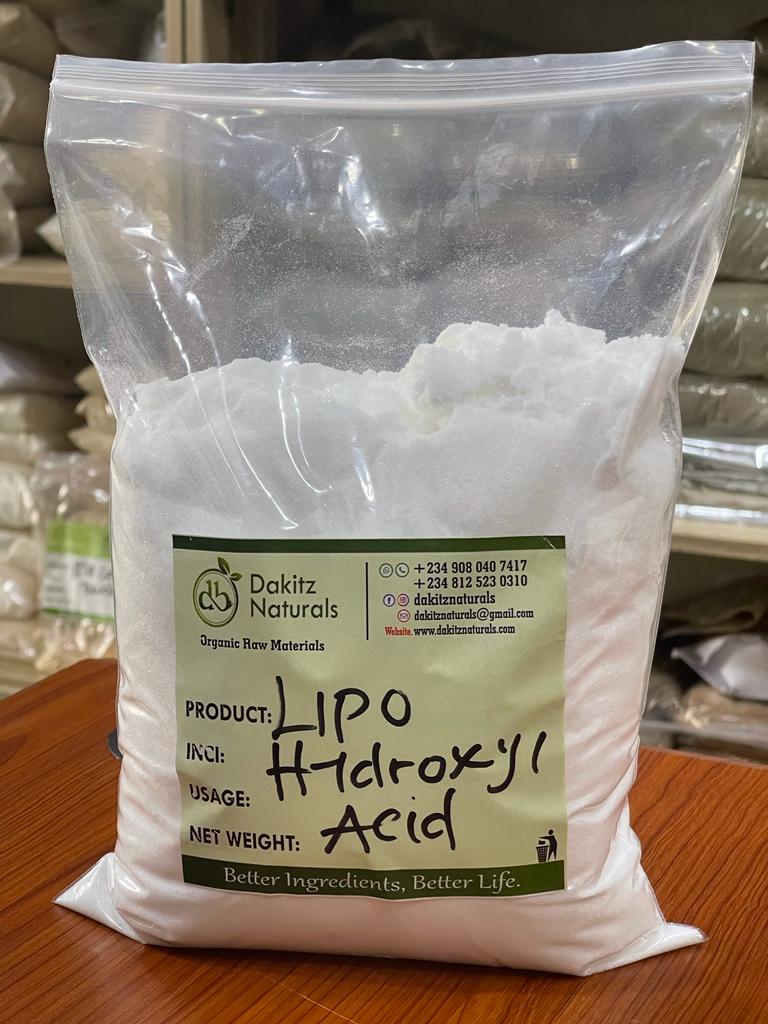 Dakitz
Naturals
Organic Raw Materials
+234 908 040 7417
+234 812 523 0310
dakitznaturals
dakitznaturals@gmail.com
Website. www.dakitznaturals.com
PRODUCT: LIPO
INCI: Hydroxyl
USAGE:
NET WEIGHT: Acid
Better Ingredients, Better Life.